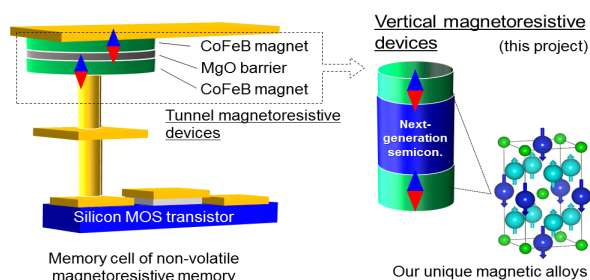 CoFeB magnet
MgO barrier
CoFeB magnet
Tunnel magnetoresistive
devices
Silicon MOS transistor
Memory cell of non-volatile
magnetoresistive memory
Vertical magnetoresistive
devices (this project)
Next-
generation
semicon.
Our unique magnetic alloys